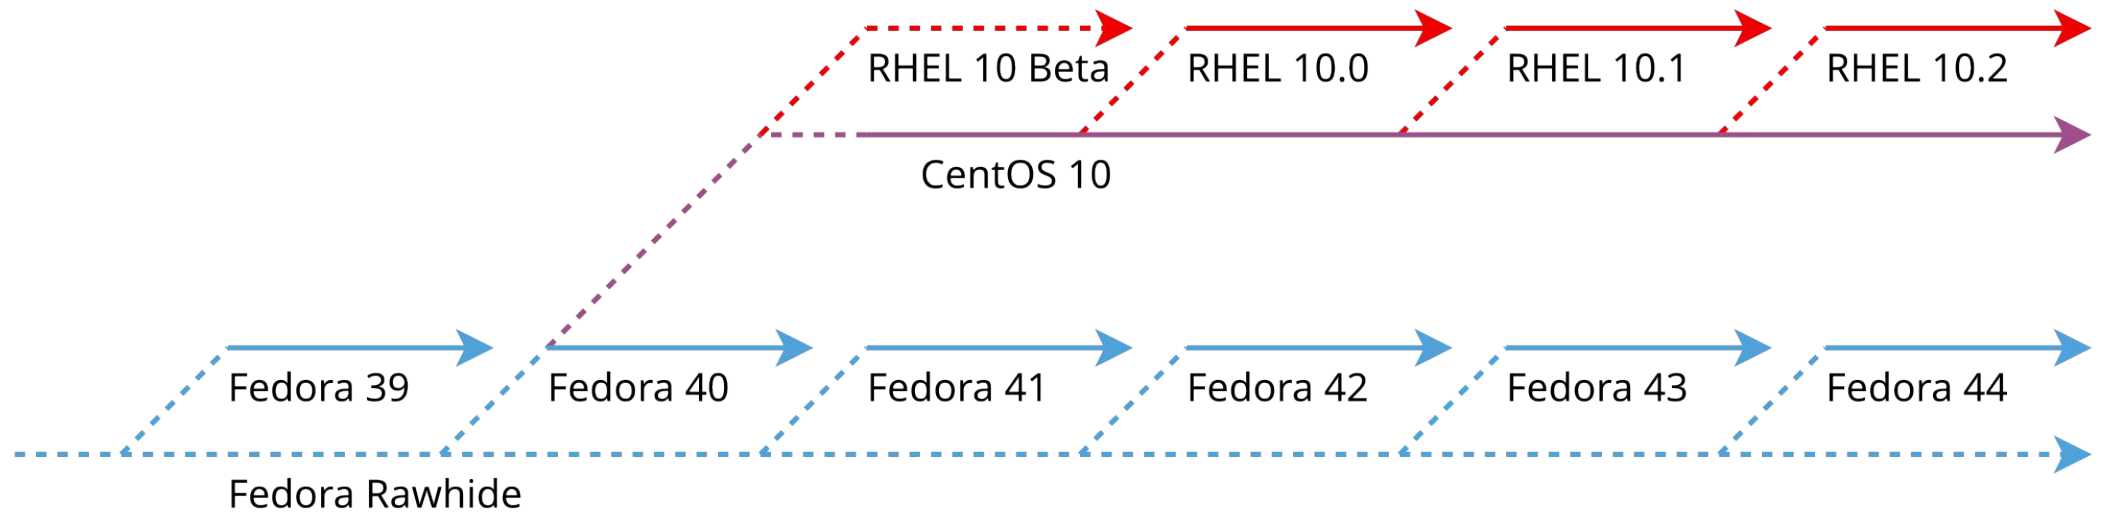 RHEL 10 Beta
RHEL 10.0
RHEL 10.1
RHEL 10.2
CentOS 10
Fedora 39
Fedora 40
Fedora 41
Fedora 42
Fedora 43
Fedora 44
Fedora Rawhide